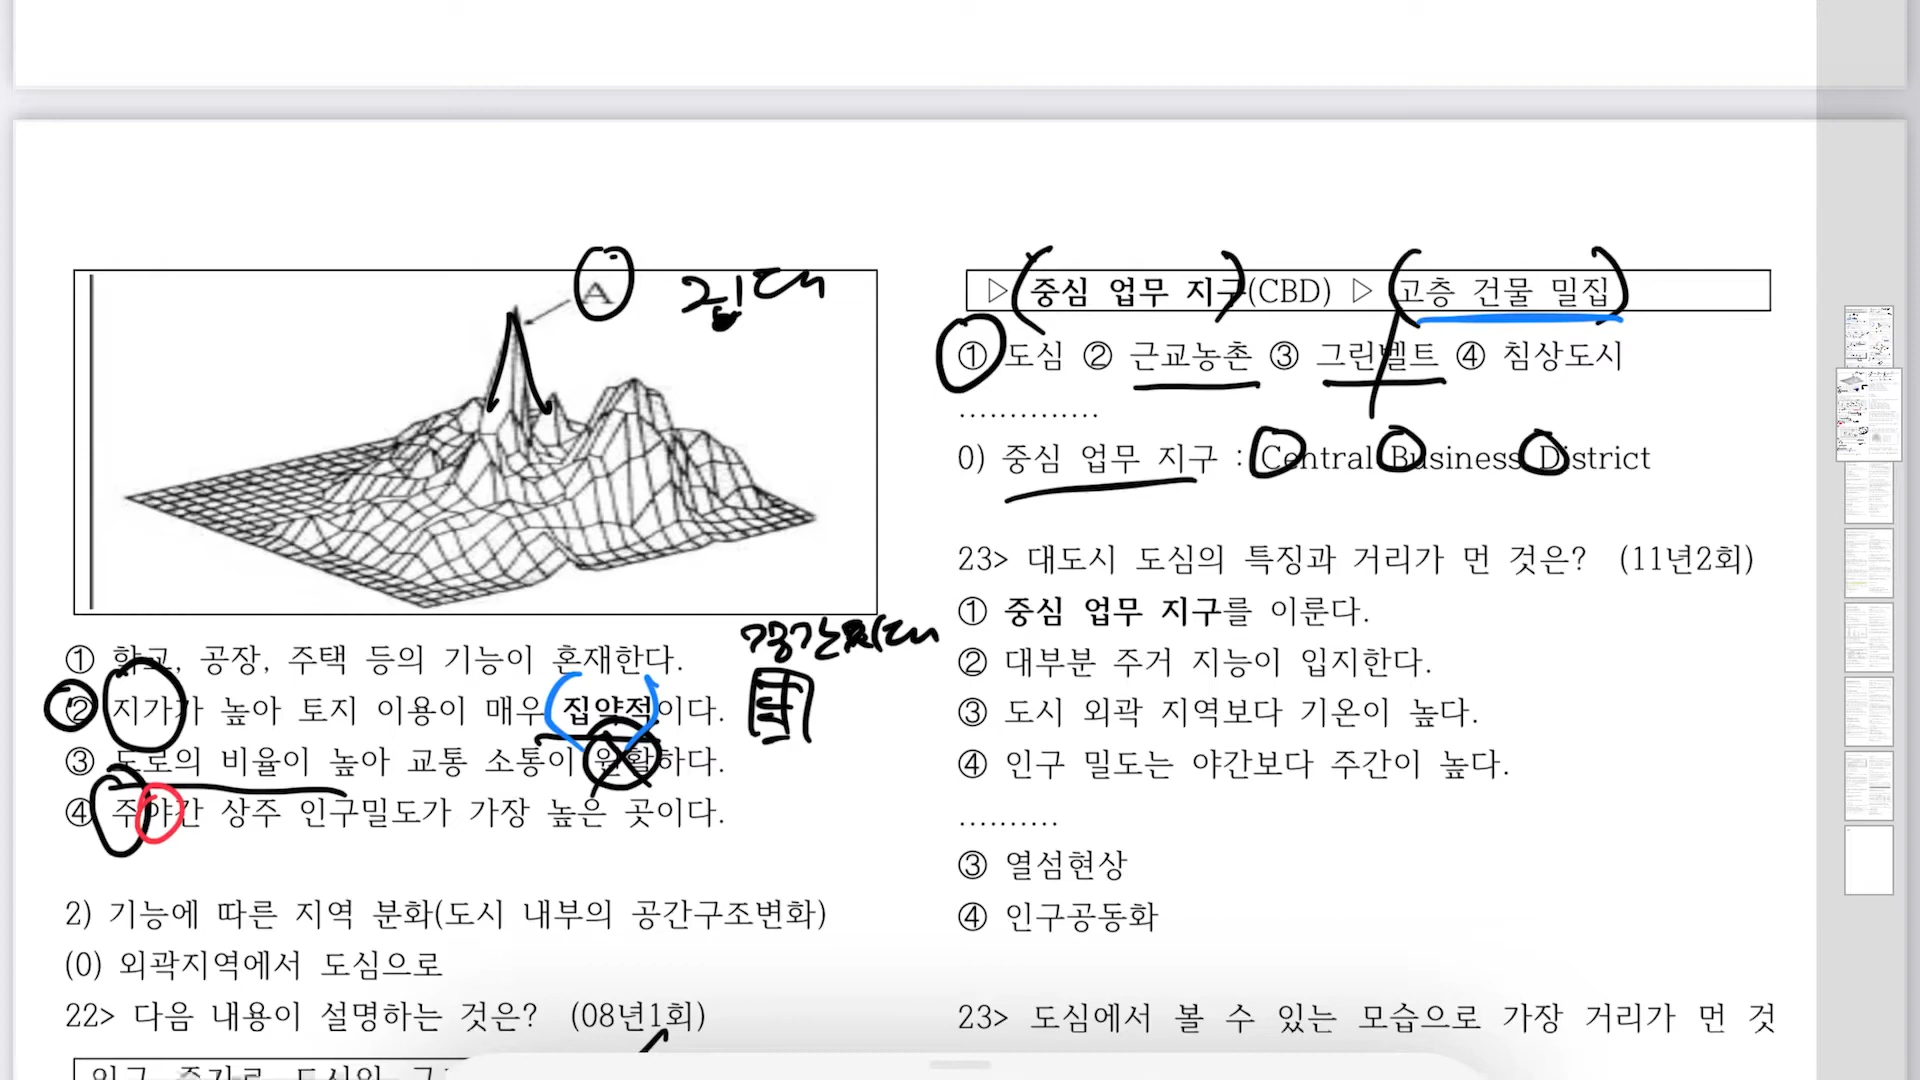 A
① 학교, 공장, 주택 등의 기능이 혼재한다.
② 지가가 높아 토지 이용이 매우 집약적이다.
③ 도로의 비율이 높아 교통 소통이 원활하다.
④ 주야간 상주 인구밀도가 가장 높은 곳이다.
2) 기능에 따른 지역 분화(도시 내부의 공간구조변화)
(0) 외곽지역에서 도심으로
22> 다음 내용이 설명하는 것은? (08년1회)
▷ 중심 업무 지구(CBD) ▷ 고층 건물 밀집
① 도심 ② 근교농촌 ③ 그린벨트 ④ 침상도시
..............
0) 중심 업무 지구 : Central Business District
23> 대도시 도심의 특징과 거리가 먼 것은? (11년2회)
① 중심 업무 지구를 이룬다.
② 대부분 주거 지능이 입지한다.
③ 도시 외곽 지역보다 기온이 높다.
④ 인구 밀도는 야간보다 주간이 높다.
..........
③ 열섬현상
④ 인구공동화
23> 도심에서 볼 수 있는 모습으로 가장 거리가 먼 것